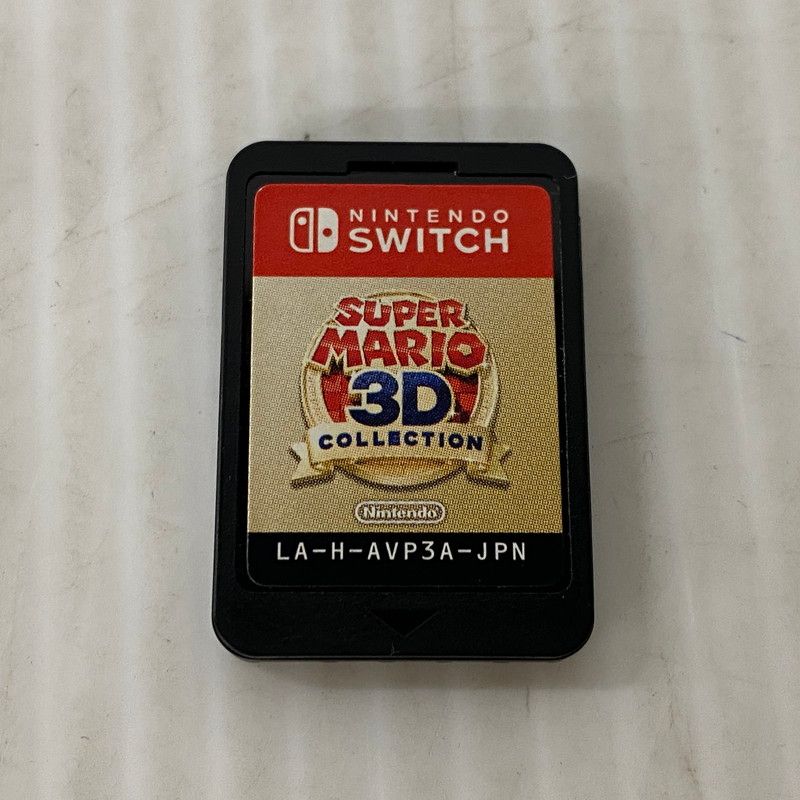 NINTENDO
SWITCH
SUPER
MARIO
3D
COLLECTION
Nintendo
LA-H-AVP3A-JPN